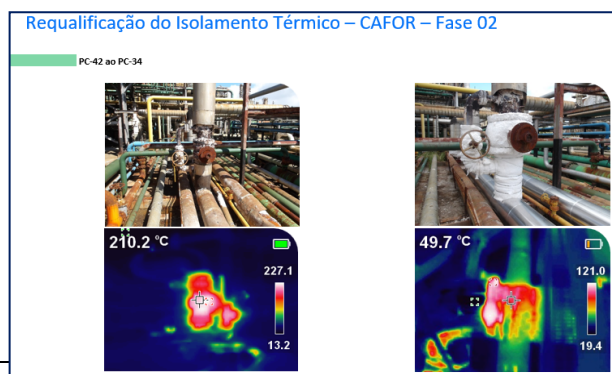 Requalificação do Isolamento Térmico – CAFOR – Fase 02
PC-42 ao PC-34
210.2 °C
227.1
13.2
49.7 °C
121.0
19.4